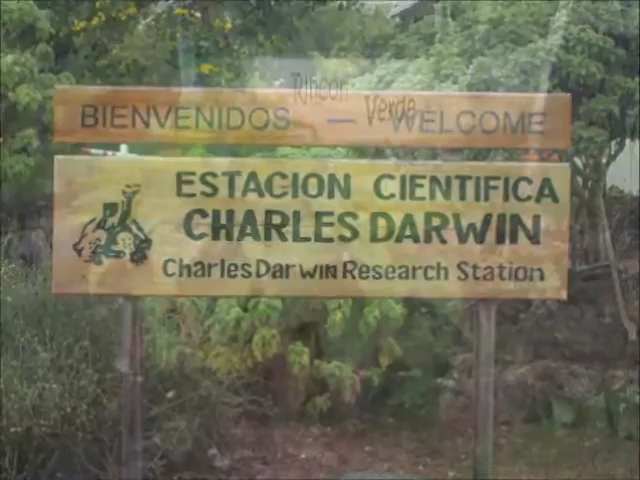 Rincon Verde
BIENVENIDOS — WELCOME
ESTACION CIENTIFICA
CHARLES DARWIN
Charles Darwin Research Station